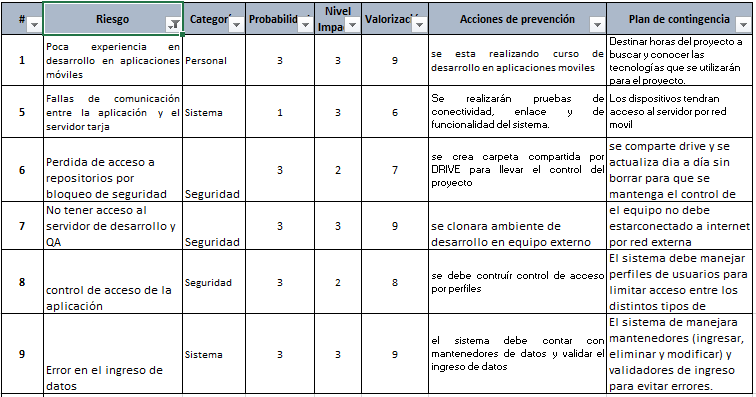 # Riesgo Categorí Probabilida Nivel Impac Valorizació Acciones de prevención Plan de contingencia
1
Poca experiencia en
desarrollo en aplicaciones
móviles
Personal
3
3
9
se esta realizando curso de
desarrollo en aplicaciones moviles
Destinar horas del proyecto a
buscar y conocer las
tecnologías que se utilizarán
para el proyecto.
5
Fallas de comunicación
entre la aplicación y el
servidor tarja
Sistema
1
3
6
Se realizarán pruebas de
conectividad, enlace y de
funcionalidad del sistema.
Los dispositivos tendran
acceso al servidor por red
movil
6
Perdida de acceso a
repositorios por
bloqueo de seguridad
Seguridad
3
2
7
se crea carpeta compartida por
DRIVE para llevar el control del
proyecto
se comparte drive y se
actualiza dia a día sin
borrar para que se
mantenga el control de
7
No tener acceso al
servidor de desarrollo y
QA
Seguridad
3
3
9
se clonara ambiente de
desarrollo en equipo externo
el equipo no debe
estarconectado a internet
por red externa
8
control de acceso de la
aplicación
Seguridad
3
2
8
se debe contruír control de acceso
por perfiles
El sistema debe manejar
perfiles de usuarios para
limitar acceso entre los
distintos tipos de
9
Error en el ingreso de
datos
Sistema
3
3
9
el sistema debe contar con
mantenedores de datos y validar el
ingreso de datos
El sistema de manejara
mantenedores (ingresar,
eliminar y modificar) y
validadores de ingreso
para evitar errores.